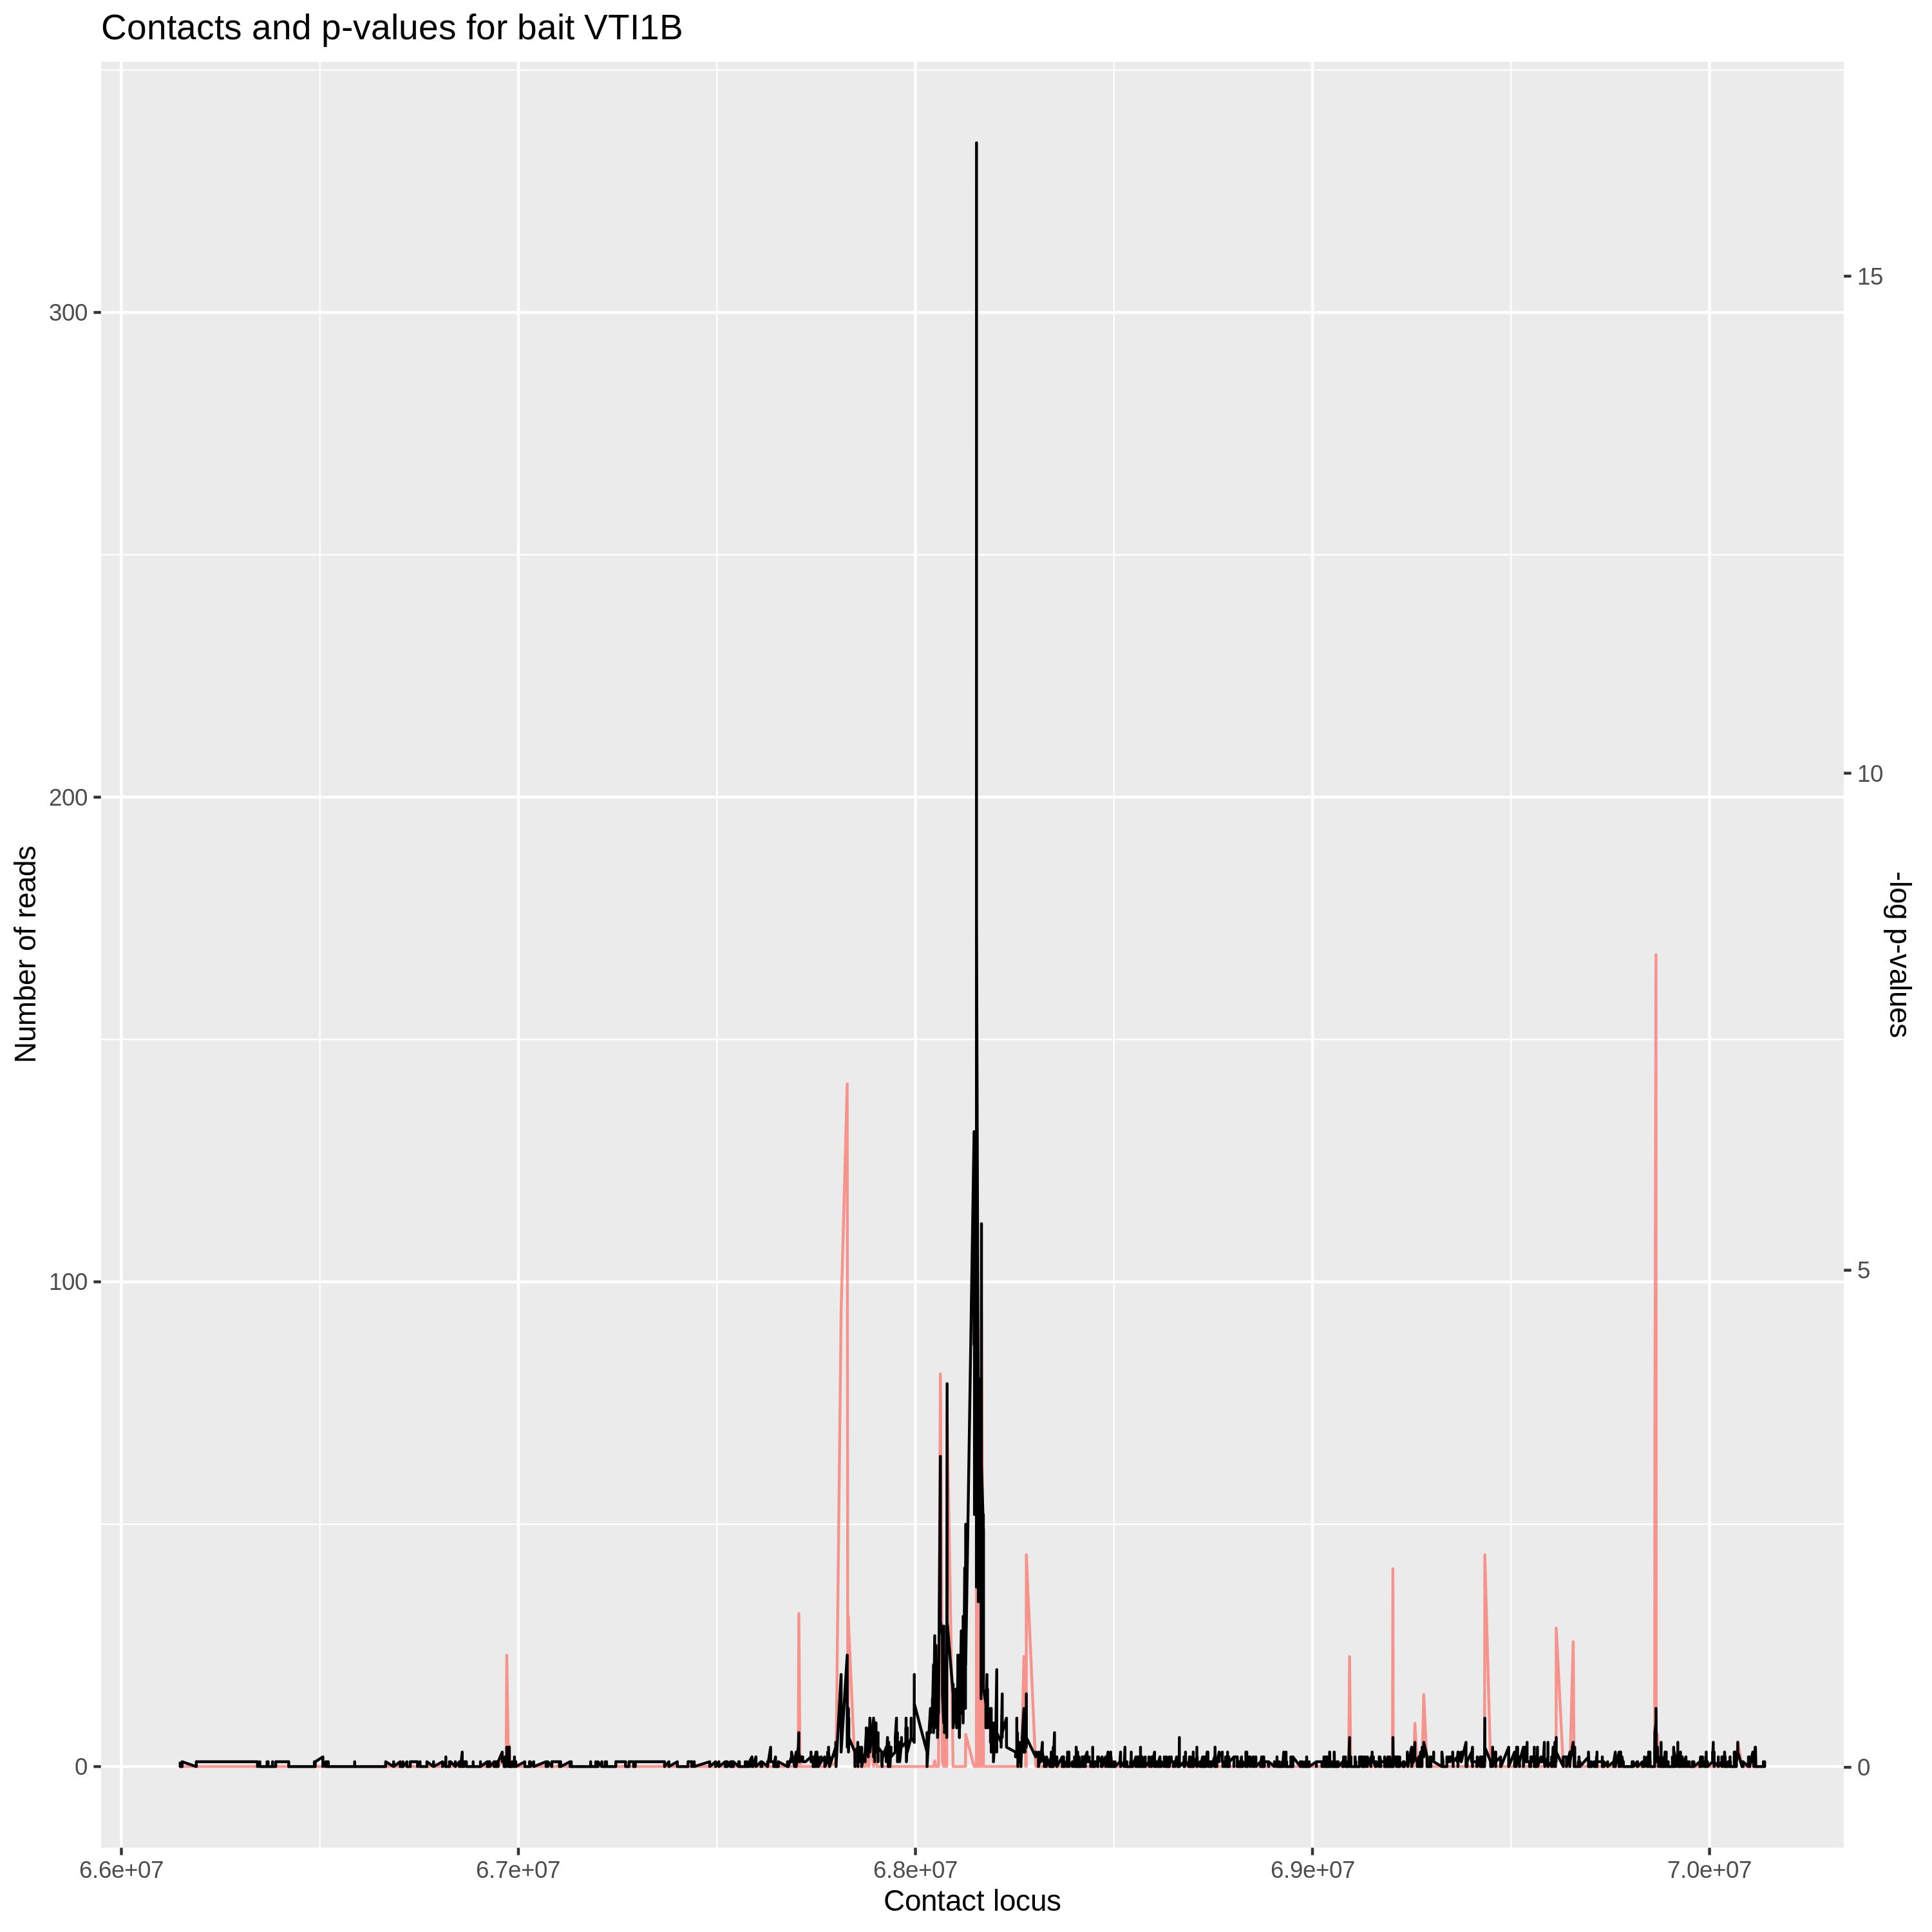 Contacts and p-values for bait VTI1B
300
200
100
0
15
10
5
0
Number of reads
-log p-values
6.6e+07 6.7e+07 6.8e+07 6.9e+07 7.0e+07
Contact locus